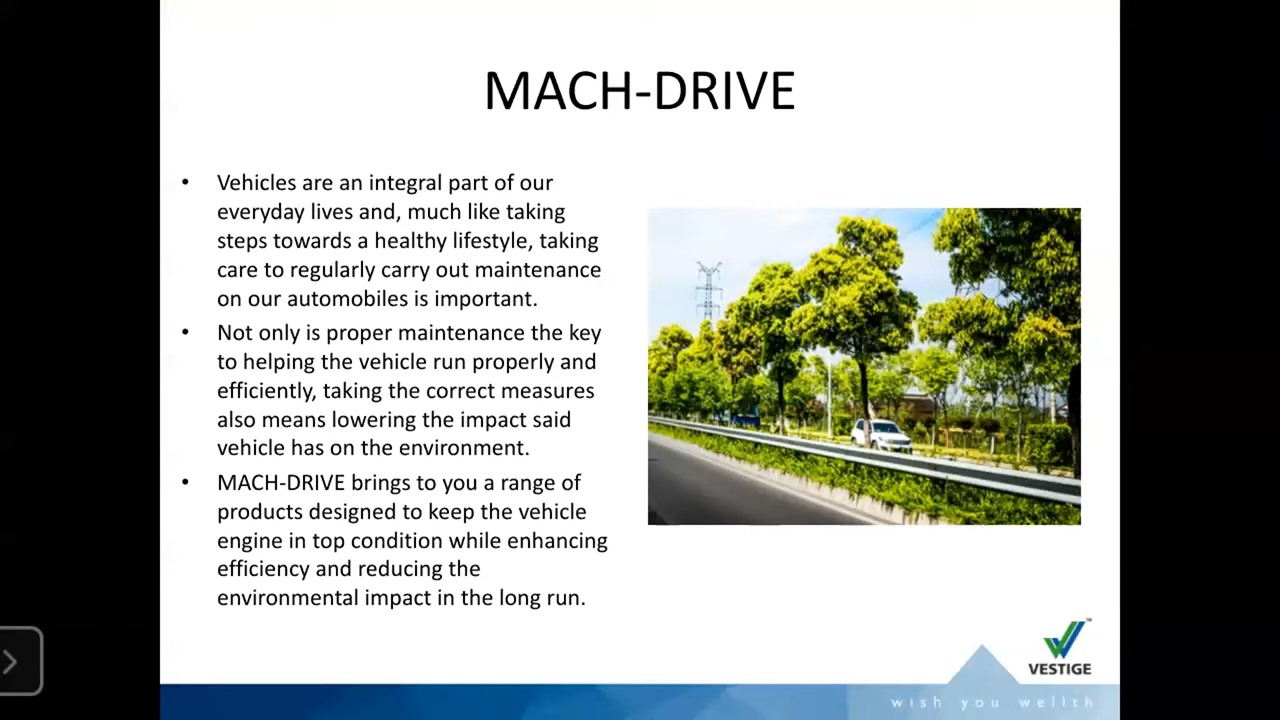 MACH-DRIVE
• Vehicles are an integral part of our
everyday lives and, much like taking
steps towards a healthy lifestyle, taking
care to regularly carry out maintenance
on our automobiles is important.
• Not only is proper maintenance the key
to helping the vehicle run properly and
efficiently, taking the correct measures
also means lowering the impact said
vehicle has on the environment.
• MACH-DRIVE brings to you a range of
products designed to keep the vehicle
engine in top condition while enhancing
efficiency and reducing the
environmental impact in the long run.
TM
VESTIGE
wish you wellth